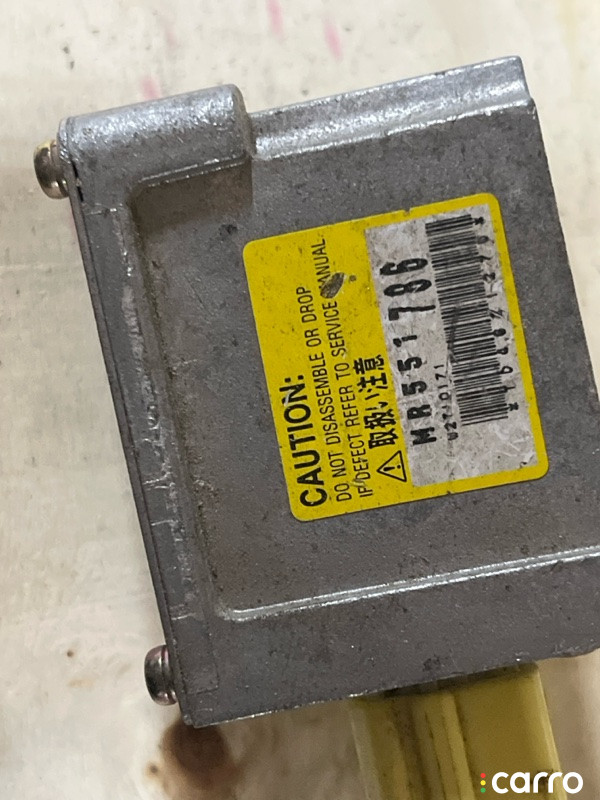 CAUTION:
DO NOT DISASSEMBLE OR DROP
IF DEFECT REFER TO SERVICE MANUAL
取扱い注意
MR551786
carro